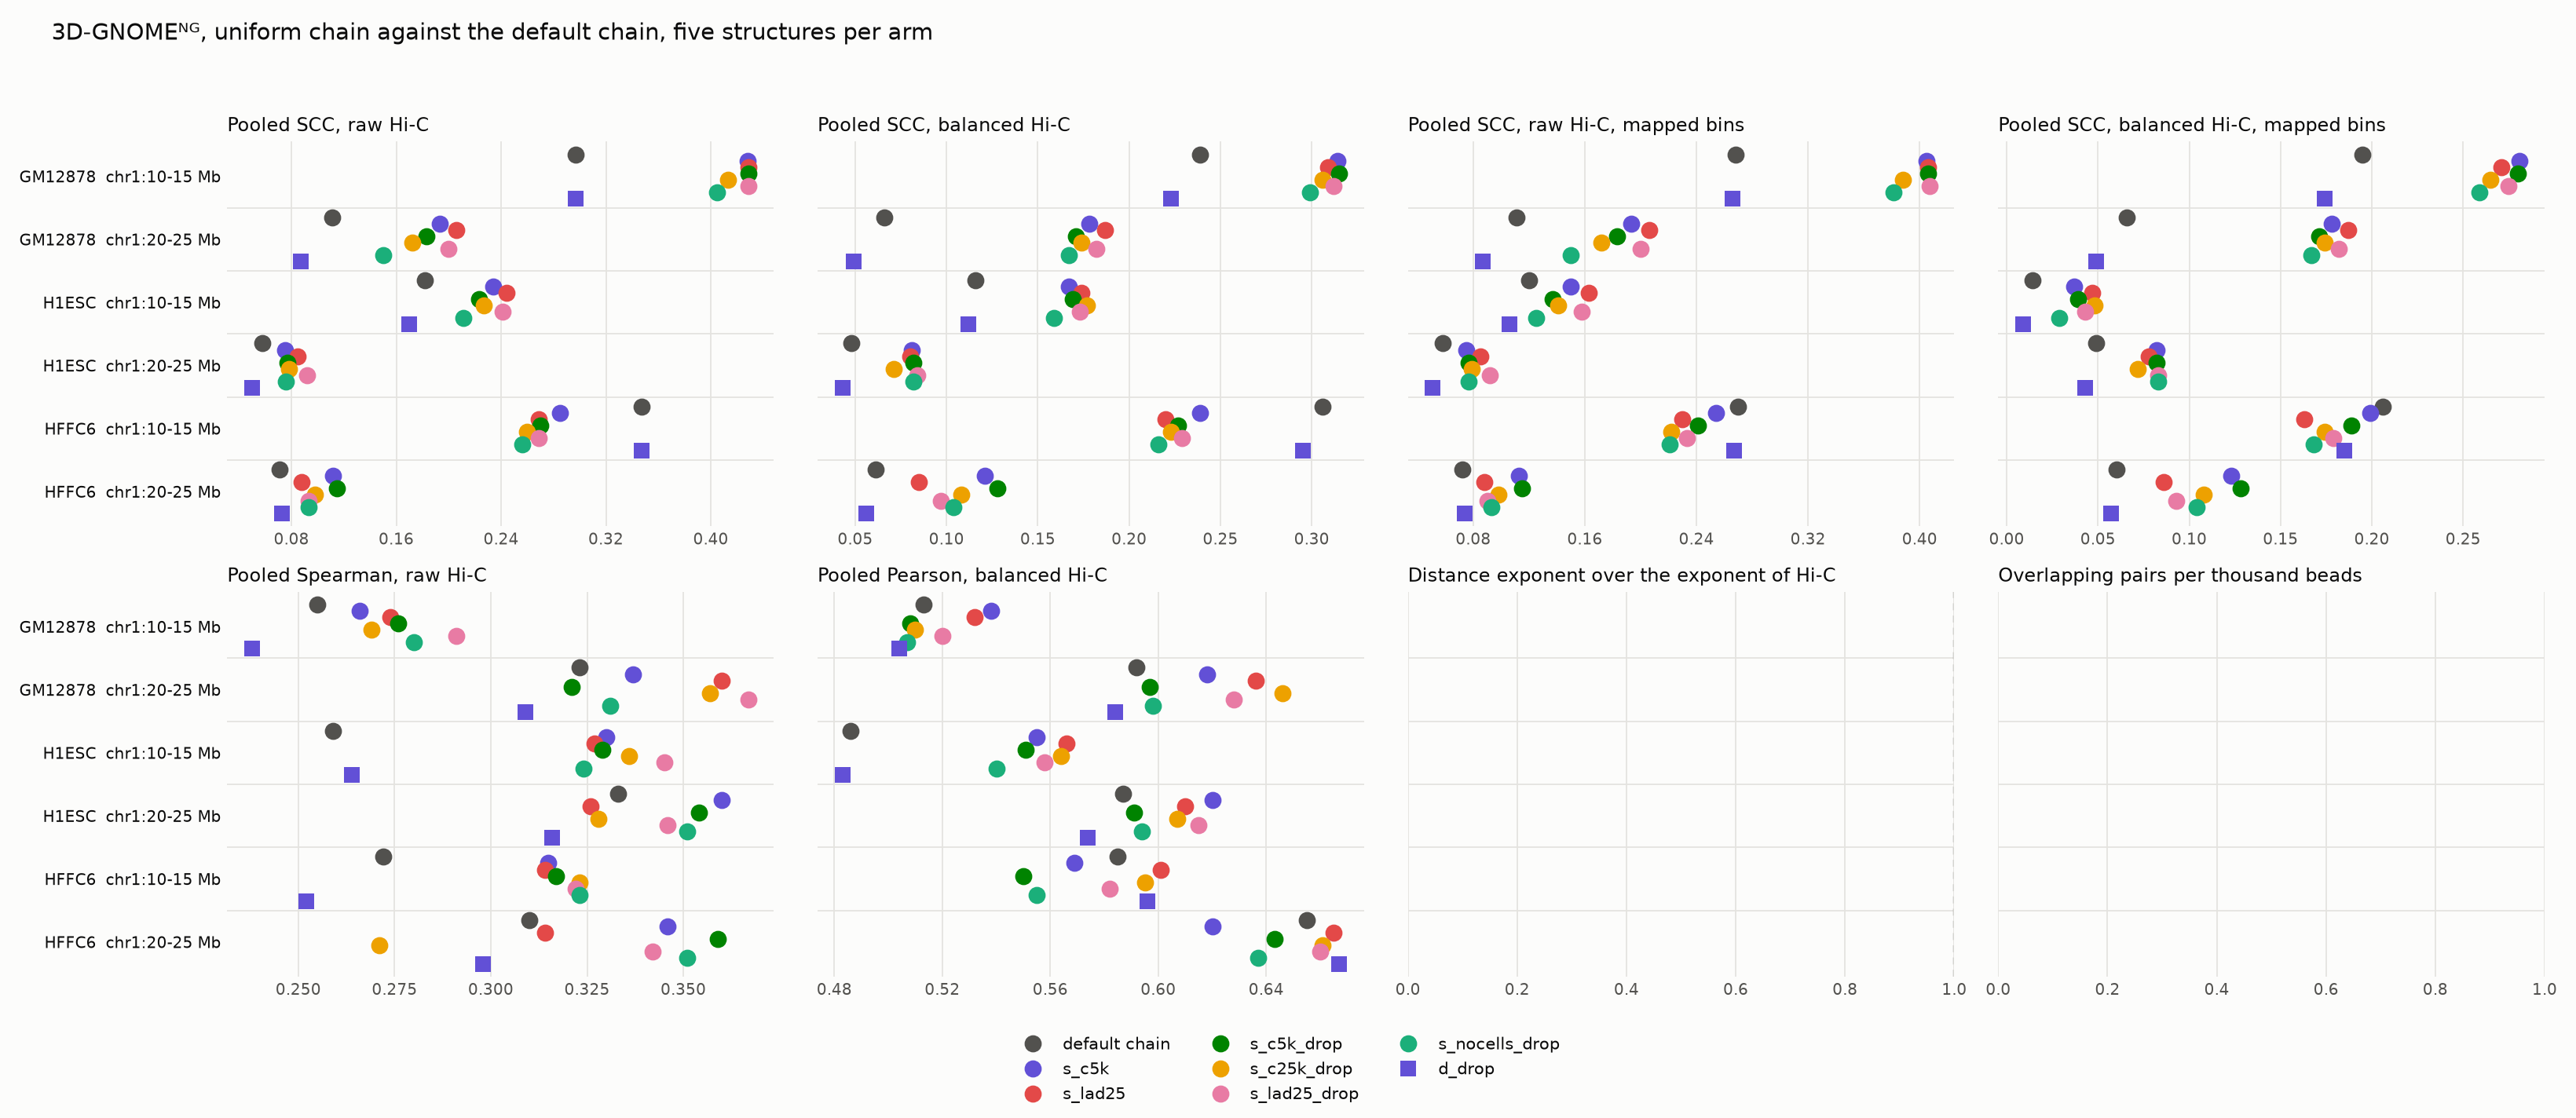 3D-GNOMEᴺᴳ, uniform chain against the default chain, five structures per arm
Pooled SCC, raw Hi-C
Pooled SCC, balanced Hi-C
Pooled SCC, raw Hi-C, mapped bins
Pooled SCC, balanced Hi-C, mapped bins
GM12878 chr1:10-15 Mb
GM12878 chr1:20-25 Mb
H1ESC chr1:10-15 Mb
H1ESC chr1:20-25 Mb
HFFC6 chr1:10-15 Mb
HFFC6 chr1:20-25 Mb
0.08 0.16 0.24 0.32 0.40
0.05 0.10 0.15 0.20 0.25 0.30
0.08 0.16 0.24 0.32 0.40
0.00 0.05 0.10 0.15 0.20 0.25
Pooled Spearman, raw Hi-C
Pooled Pearson, balanced Hi-C
Distance exponent over the exponent of Hi-C
Overlapping pairs per thousand beads
GM12878 chr1:10-15 Mb
GM12878 chr1:20-25 Mb
H1ESC chr1:10-15 Mb
H1ESC chr1:20-25 Mb
HFFC6 chr1:10-15 Mb
HFFC6 chr1:20-25 Mb
0.250 0.275 0.300 0.325 0.350
0.48 0.52 0.56 0.60 0.64
0.0 0.2 0.4 0.6 0.8 1.0
0.0 0.2 0.4 0.6 0.8 1.0
default chain
s_c5k
s_lad25
s_c5k_drop
s_c25k_drop
s_lad25_drop
s_nocells_drop
d_drop